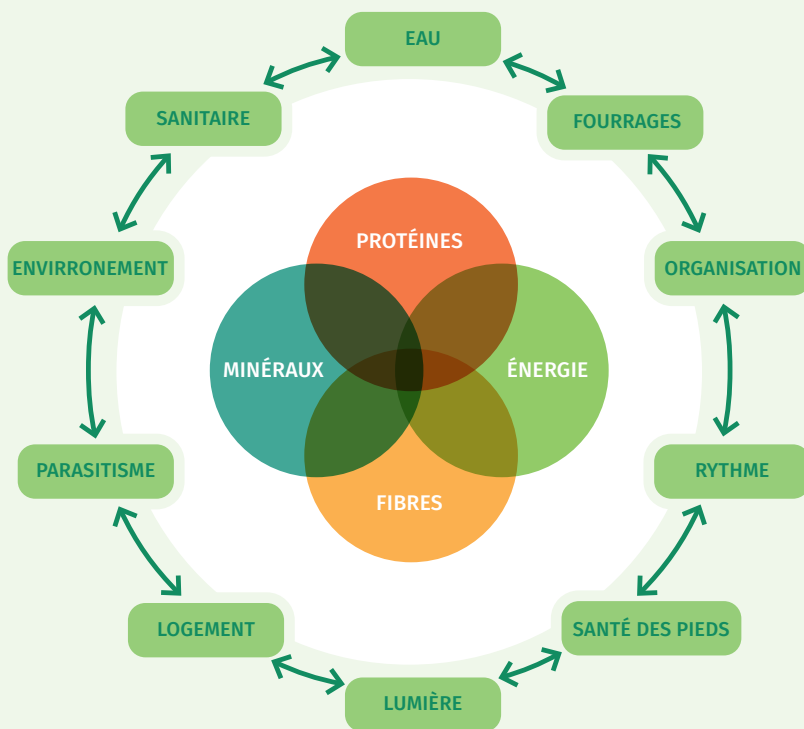 EAU
SANITAIRE
FOURRAGES
PROTÉINES
ENVIRRONEMENT
ORGANISATION
MINÉRAUX
ÉNERGIE
PARASITISME
RYTHME
FIBRES
LOGEMENT
SANTÉ DES PIEDS
LUMIÈRE